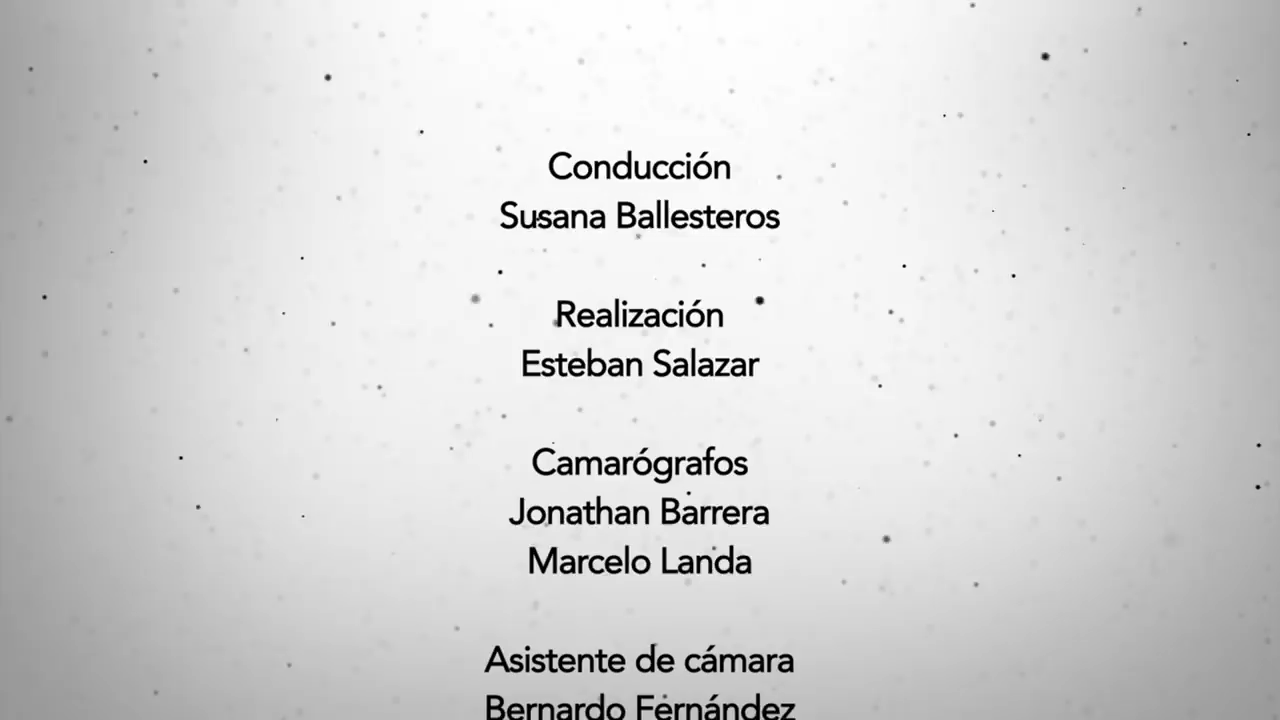 Conducción
Susana Ballesteros
Realización
Esteban Salazar
Camarógrafos
Jonathan Barrera
Marcelo Landa
Asistente de cámara
Bernardo Fernández